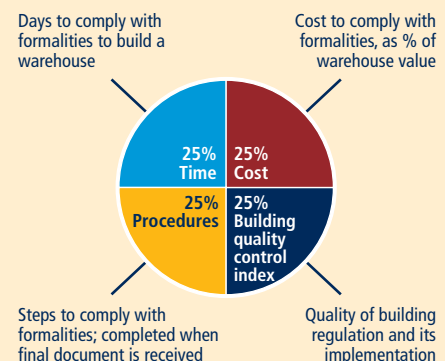 Days to comply with
formalities to build a
warehouse
Cost to comply with
formalities, as % of
warehouse value
25%
Time
25%
Cost
25%
Procedures
25%
Building
quality
control
index
Steps to comply with
formalities; completed when
final document is received
Quality of building
regulation and its
implementation